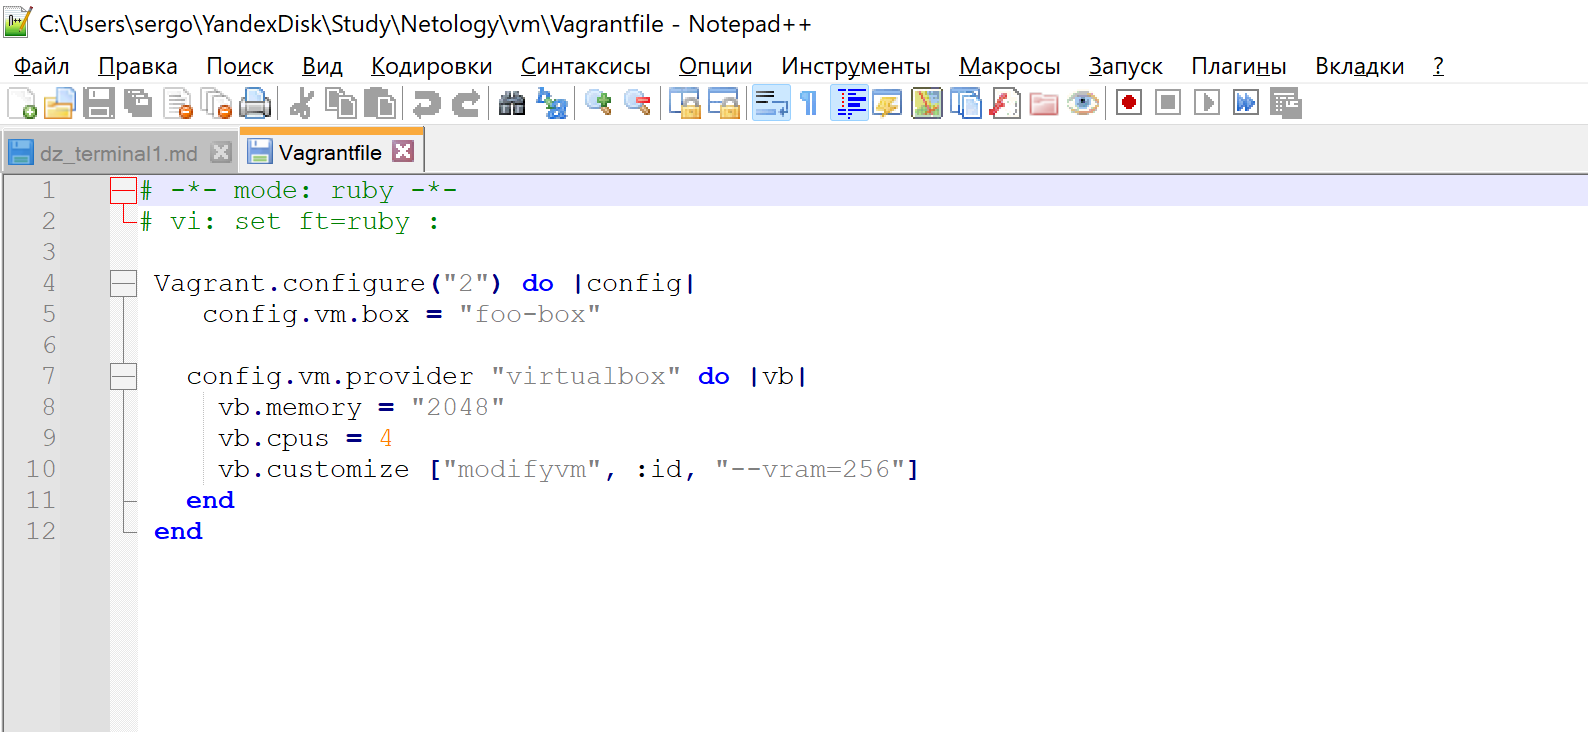 C:\Users\sergo\YandexDisk\Study\Netology\vm\Vagrantfile - Notepad++
Файл Правка Поиск Вид Кодировки Синтаксисы Опции Инструменты Макросы Запуск Плагины Вкладки ?
dz_terminal1.md Vagrantfile
1 # -*- mode: ruby -*-
2 # vi: set ft=ruby :
3
4 Vagrant.configure("2") do |config|
5 config.vm.box = "foo-box"
6
7 config.vm.provider "virtualbox" do |vb|
8 vb.memory = "2048"
9 vb.cpus = 4
10 vb.customize ["modifyvm", :id, "--vram=256"]
11 end
12 end